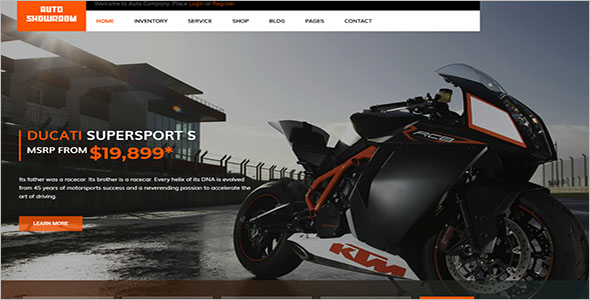 Welcome to Auto Company. Place Login or Register
AUTO
SHOWROOM
HOME INVENTORY SERVICE SHOP BLOG PAGES CONTACT
DUCATI SUPERSPORT S
MSRP FROM $19,899*
Its father was a racecar. Its brother is a racecar. Every helix of its DNA is evolved
from 45 years of motorsports success and a neverending passion to accelerate the
art of driving.
LEARN MORE
RC8
KTM